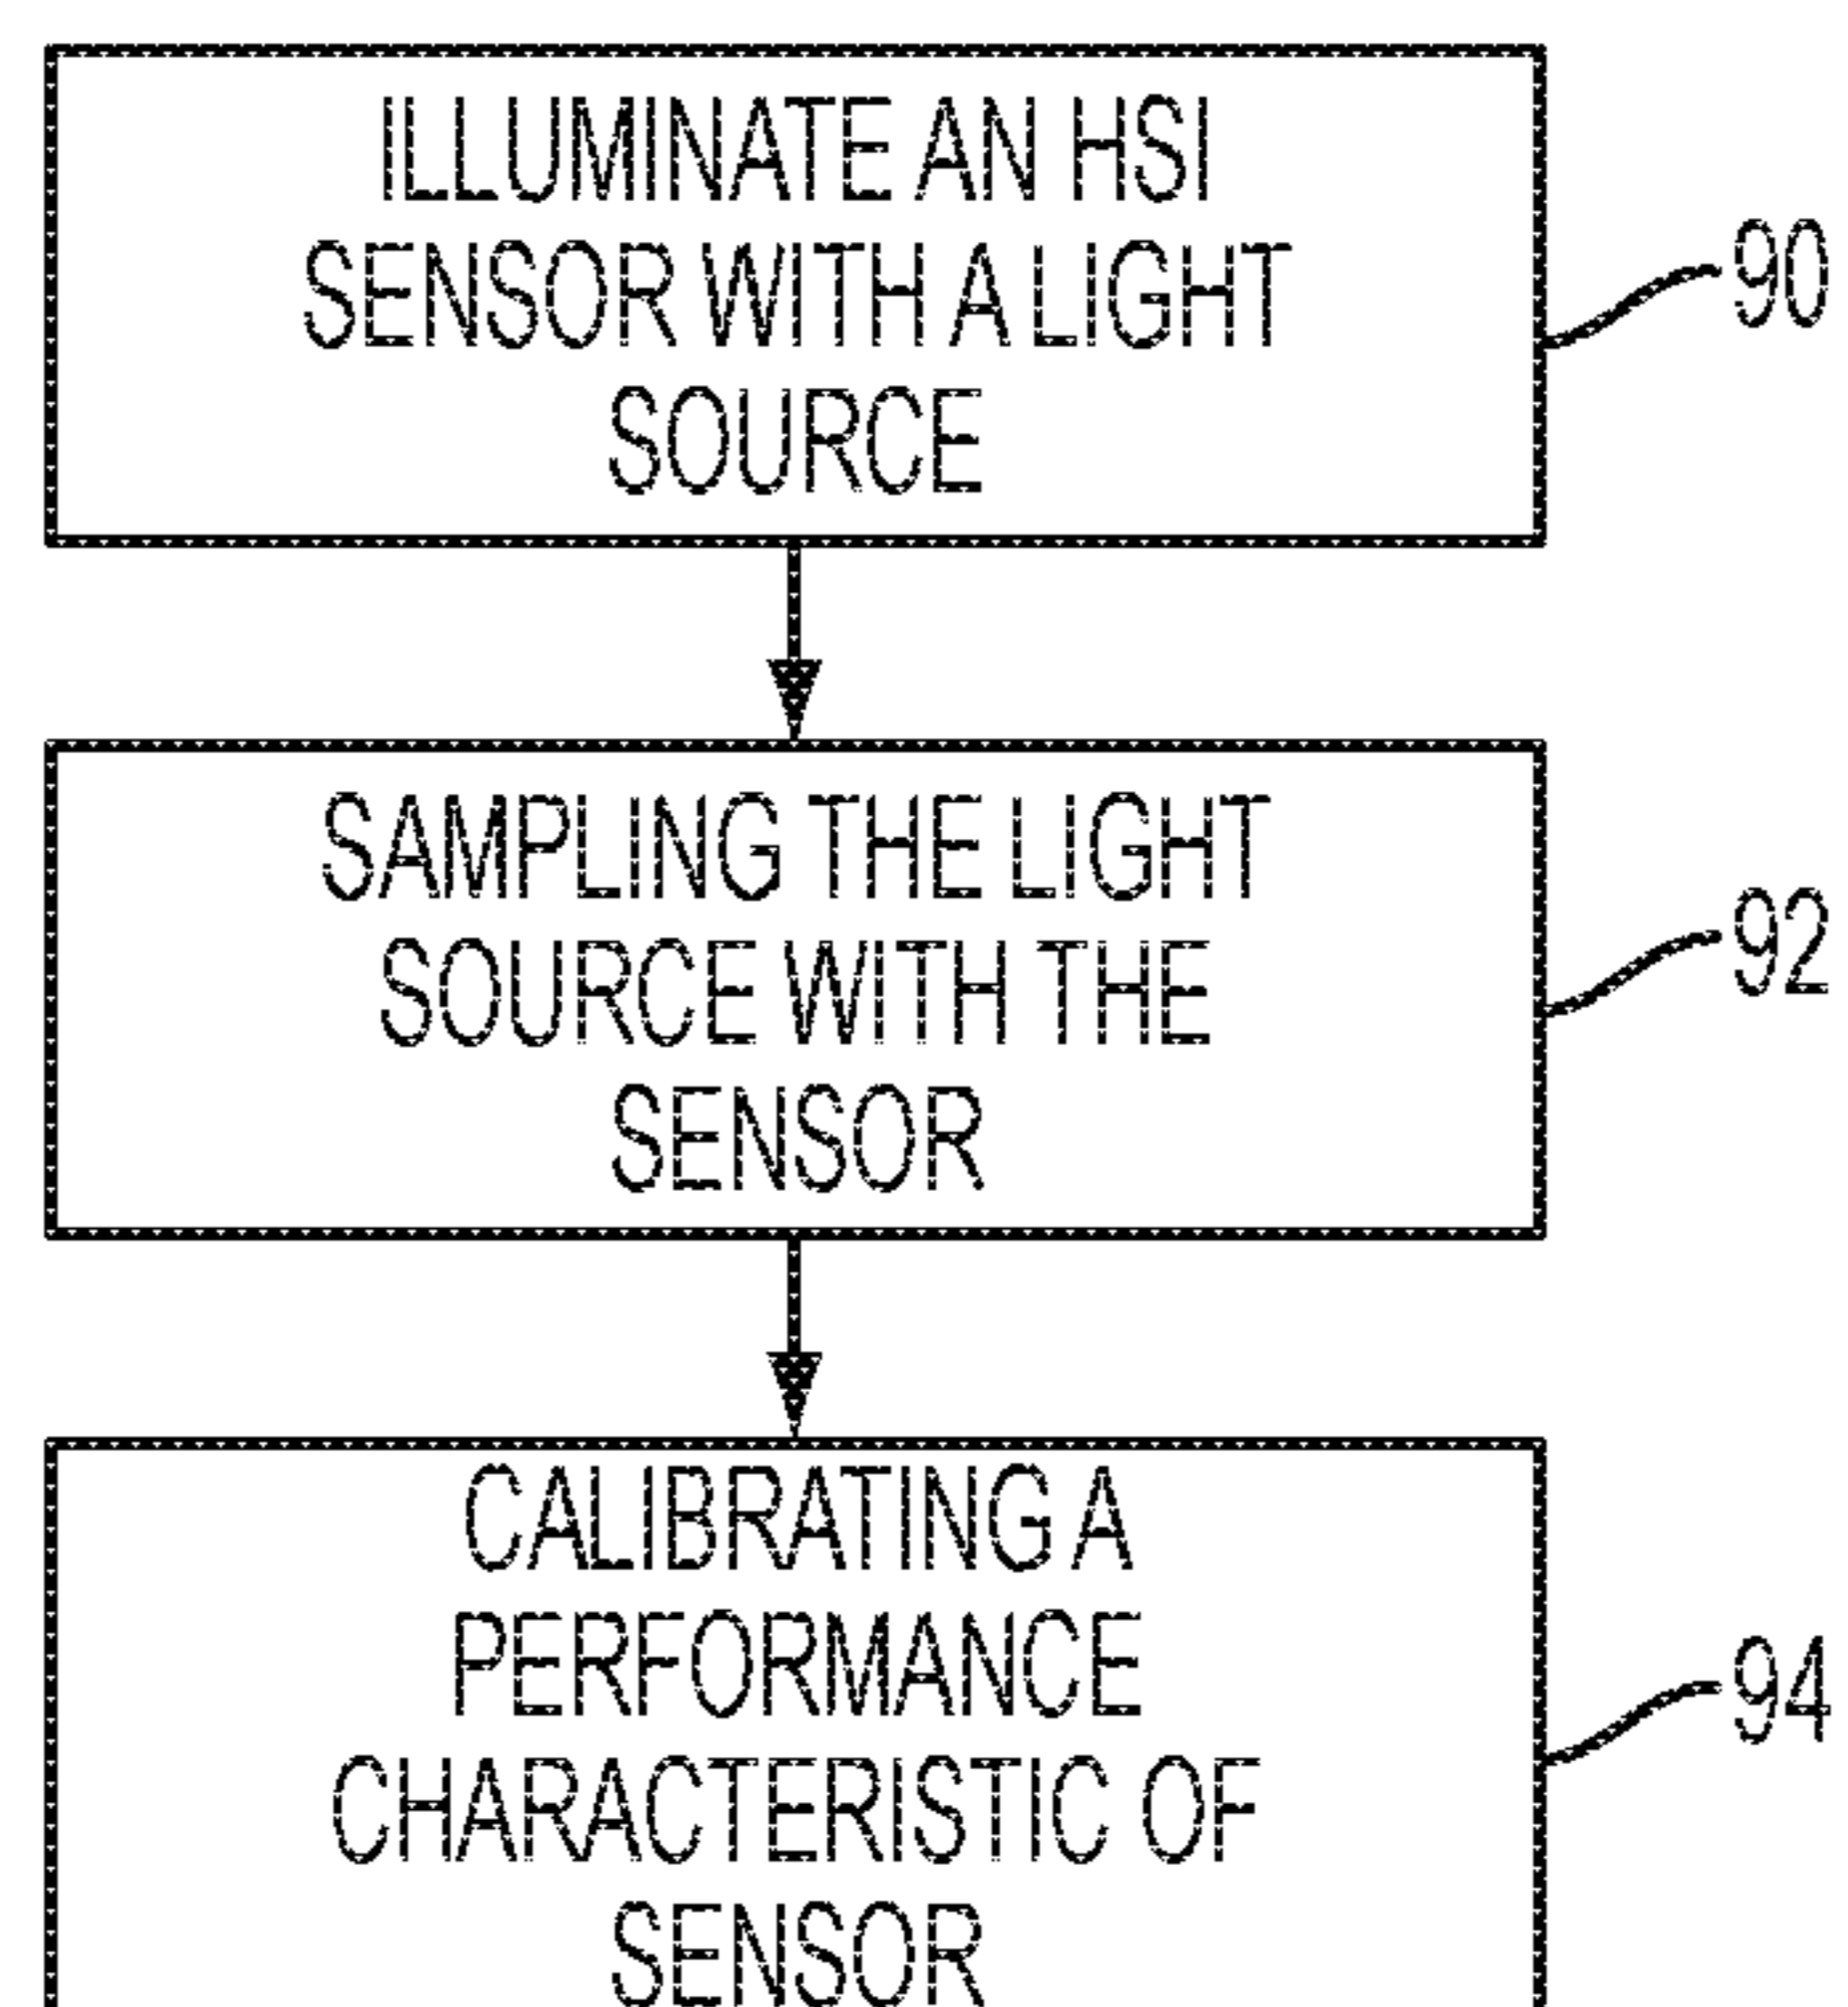 ILLUMINATE AN HSI
SENSOR WITH A LIGHT
SOURCE
90
SAMPLING THE LIGHT
SOURCE WITH THE
SENSOR
92
CALIBRATING A
PERFORMANCE
CHARACTERISTIC OF
SENSOR
94